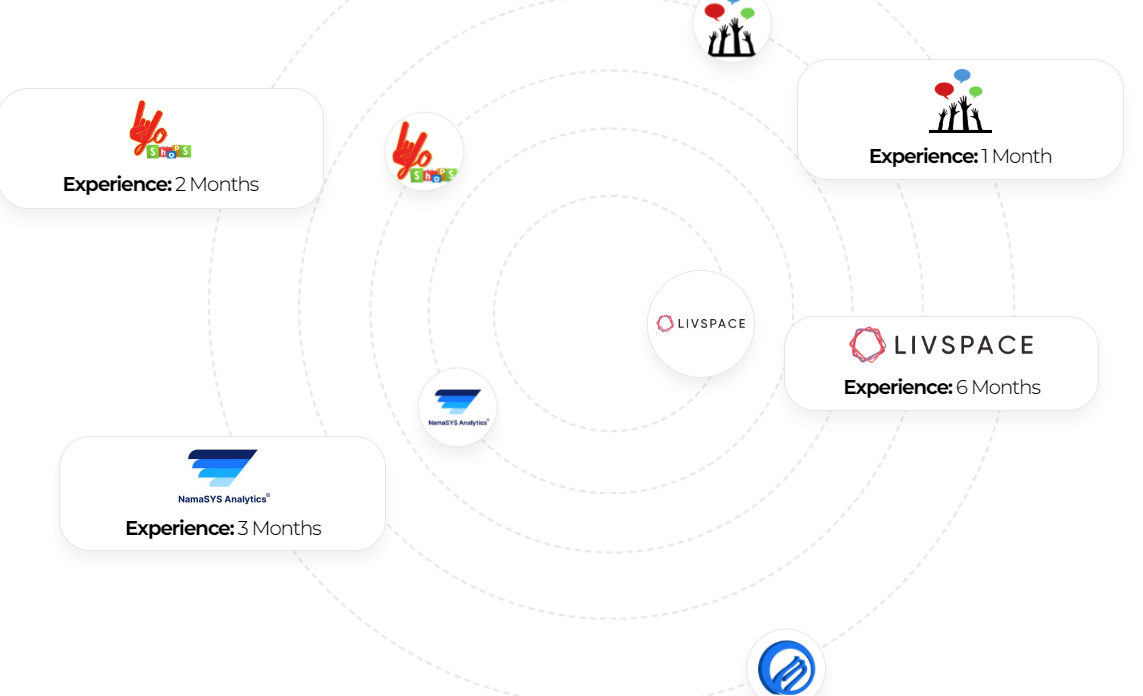 Yo
ShOPS
Experience: 2 Months
Yo
ShOPS
Experience: 1 Month
LIVSPACE
LIVSPACE
Experience: 6 Months
NamaSYS Analytics®
NamaSYS Analytics®
Experience: 3 Months